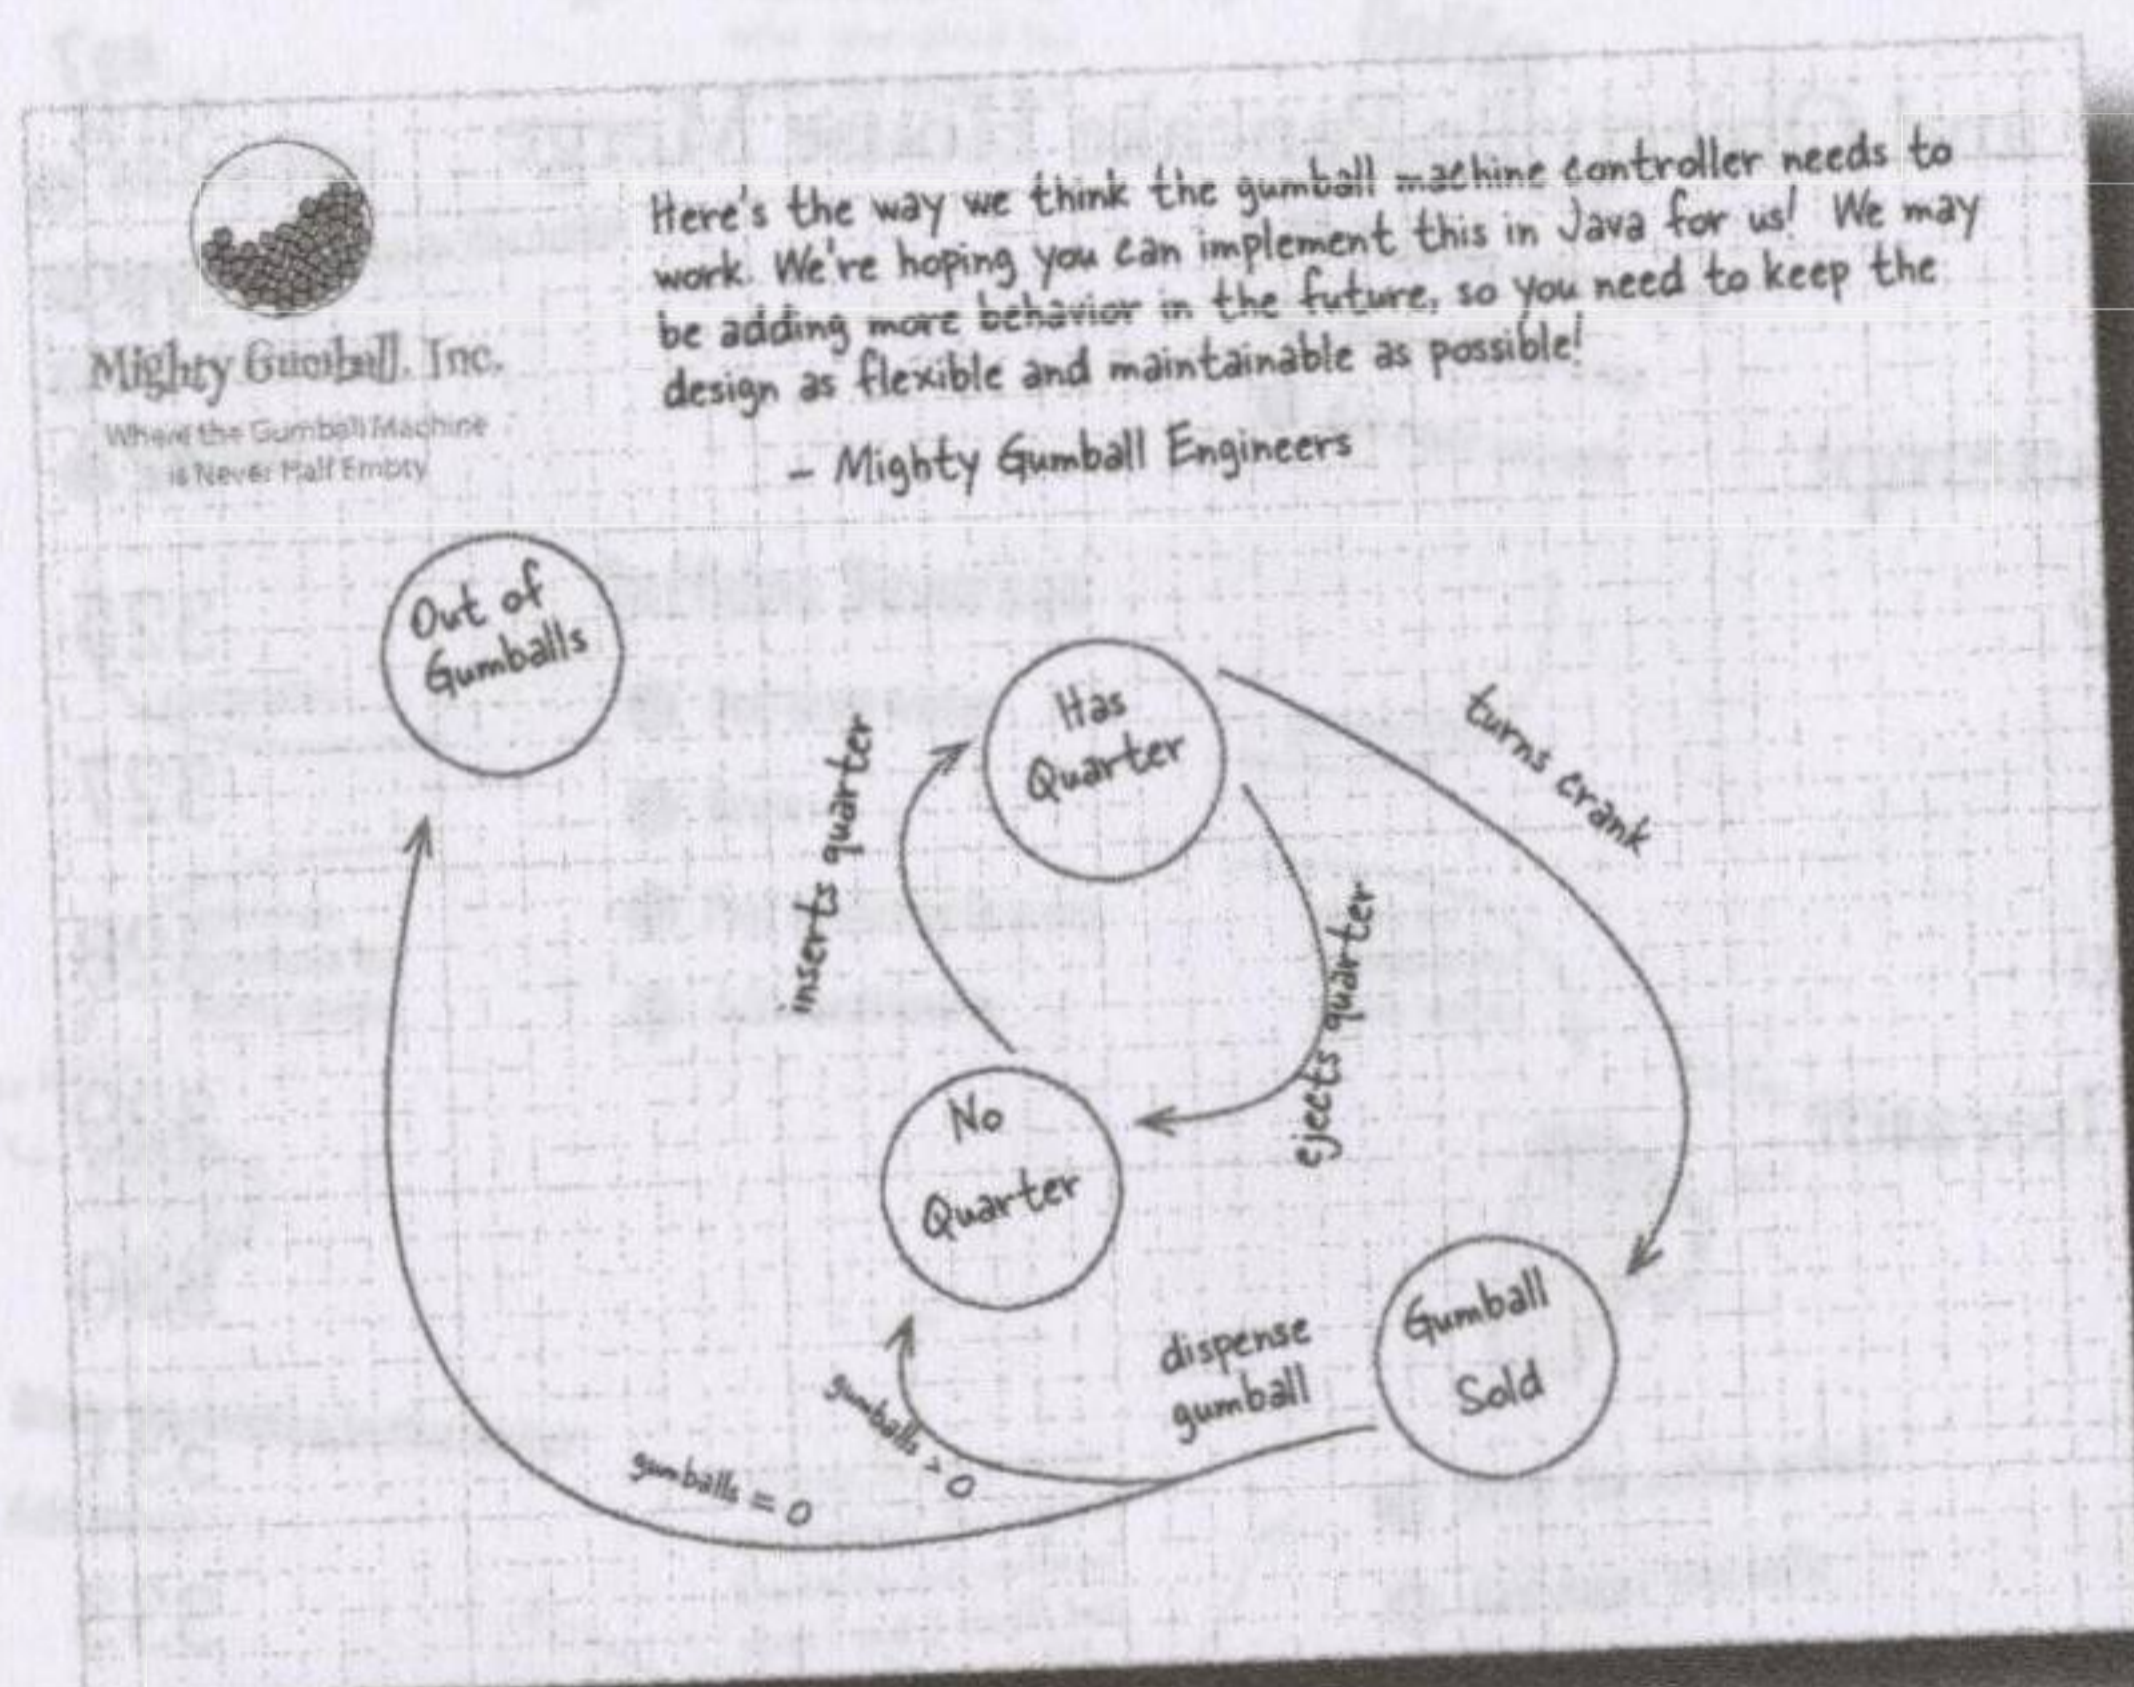 Here's the way we think the gumball machine controller needs to
work. We're hoping you can implement this in Java for us! We may
be adding more behavior in the future, so you need to keep the
design as flexible and maintainable as possible!
- Mighty Gumball Engineers
Mighty Gumball, Inc.
Where the Gumball Machine
is Never Half Empty
Out of
Gumballs
Has
Quarter
turns crank
inserts quarter
ejects quarter
No
Quarter
Gumball
Sold
dispense
gumball
gumballs > 0
gumballs = 0